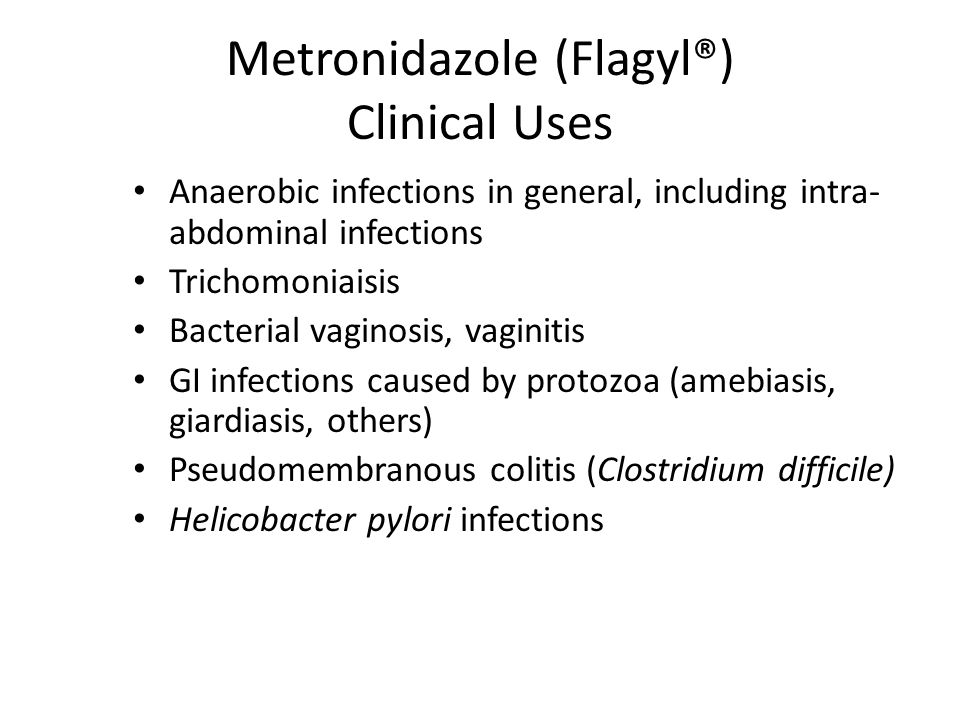 Metronidazole (Flagyl®)
Clinical Uses
• Anaerobic infections in general, including intra-
abdominal infections
• Trichomoniaisis
• Bacterial vaginosis, vaginitis
• GI infections caused by protozoa (amebiasis,
giardiasis, others)
• Pseudomembranous colitis (Clostridium difficile)
• Helicobacter pylori infections